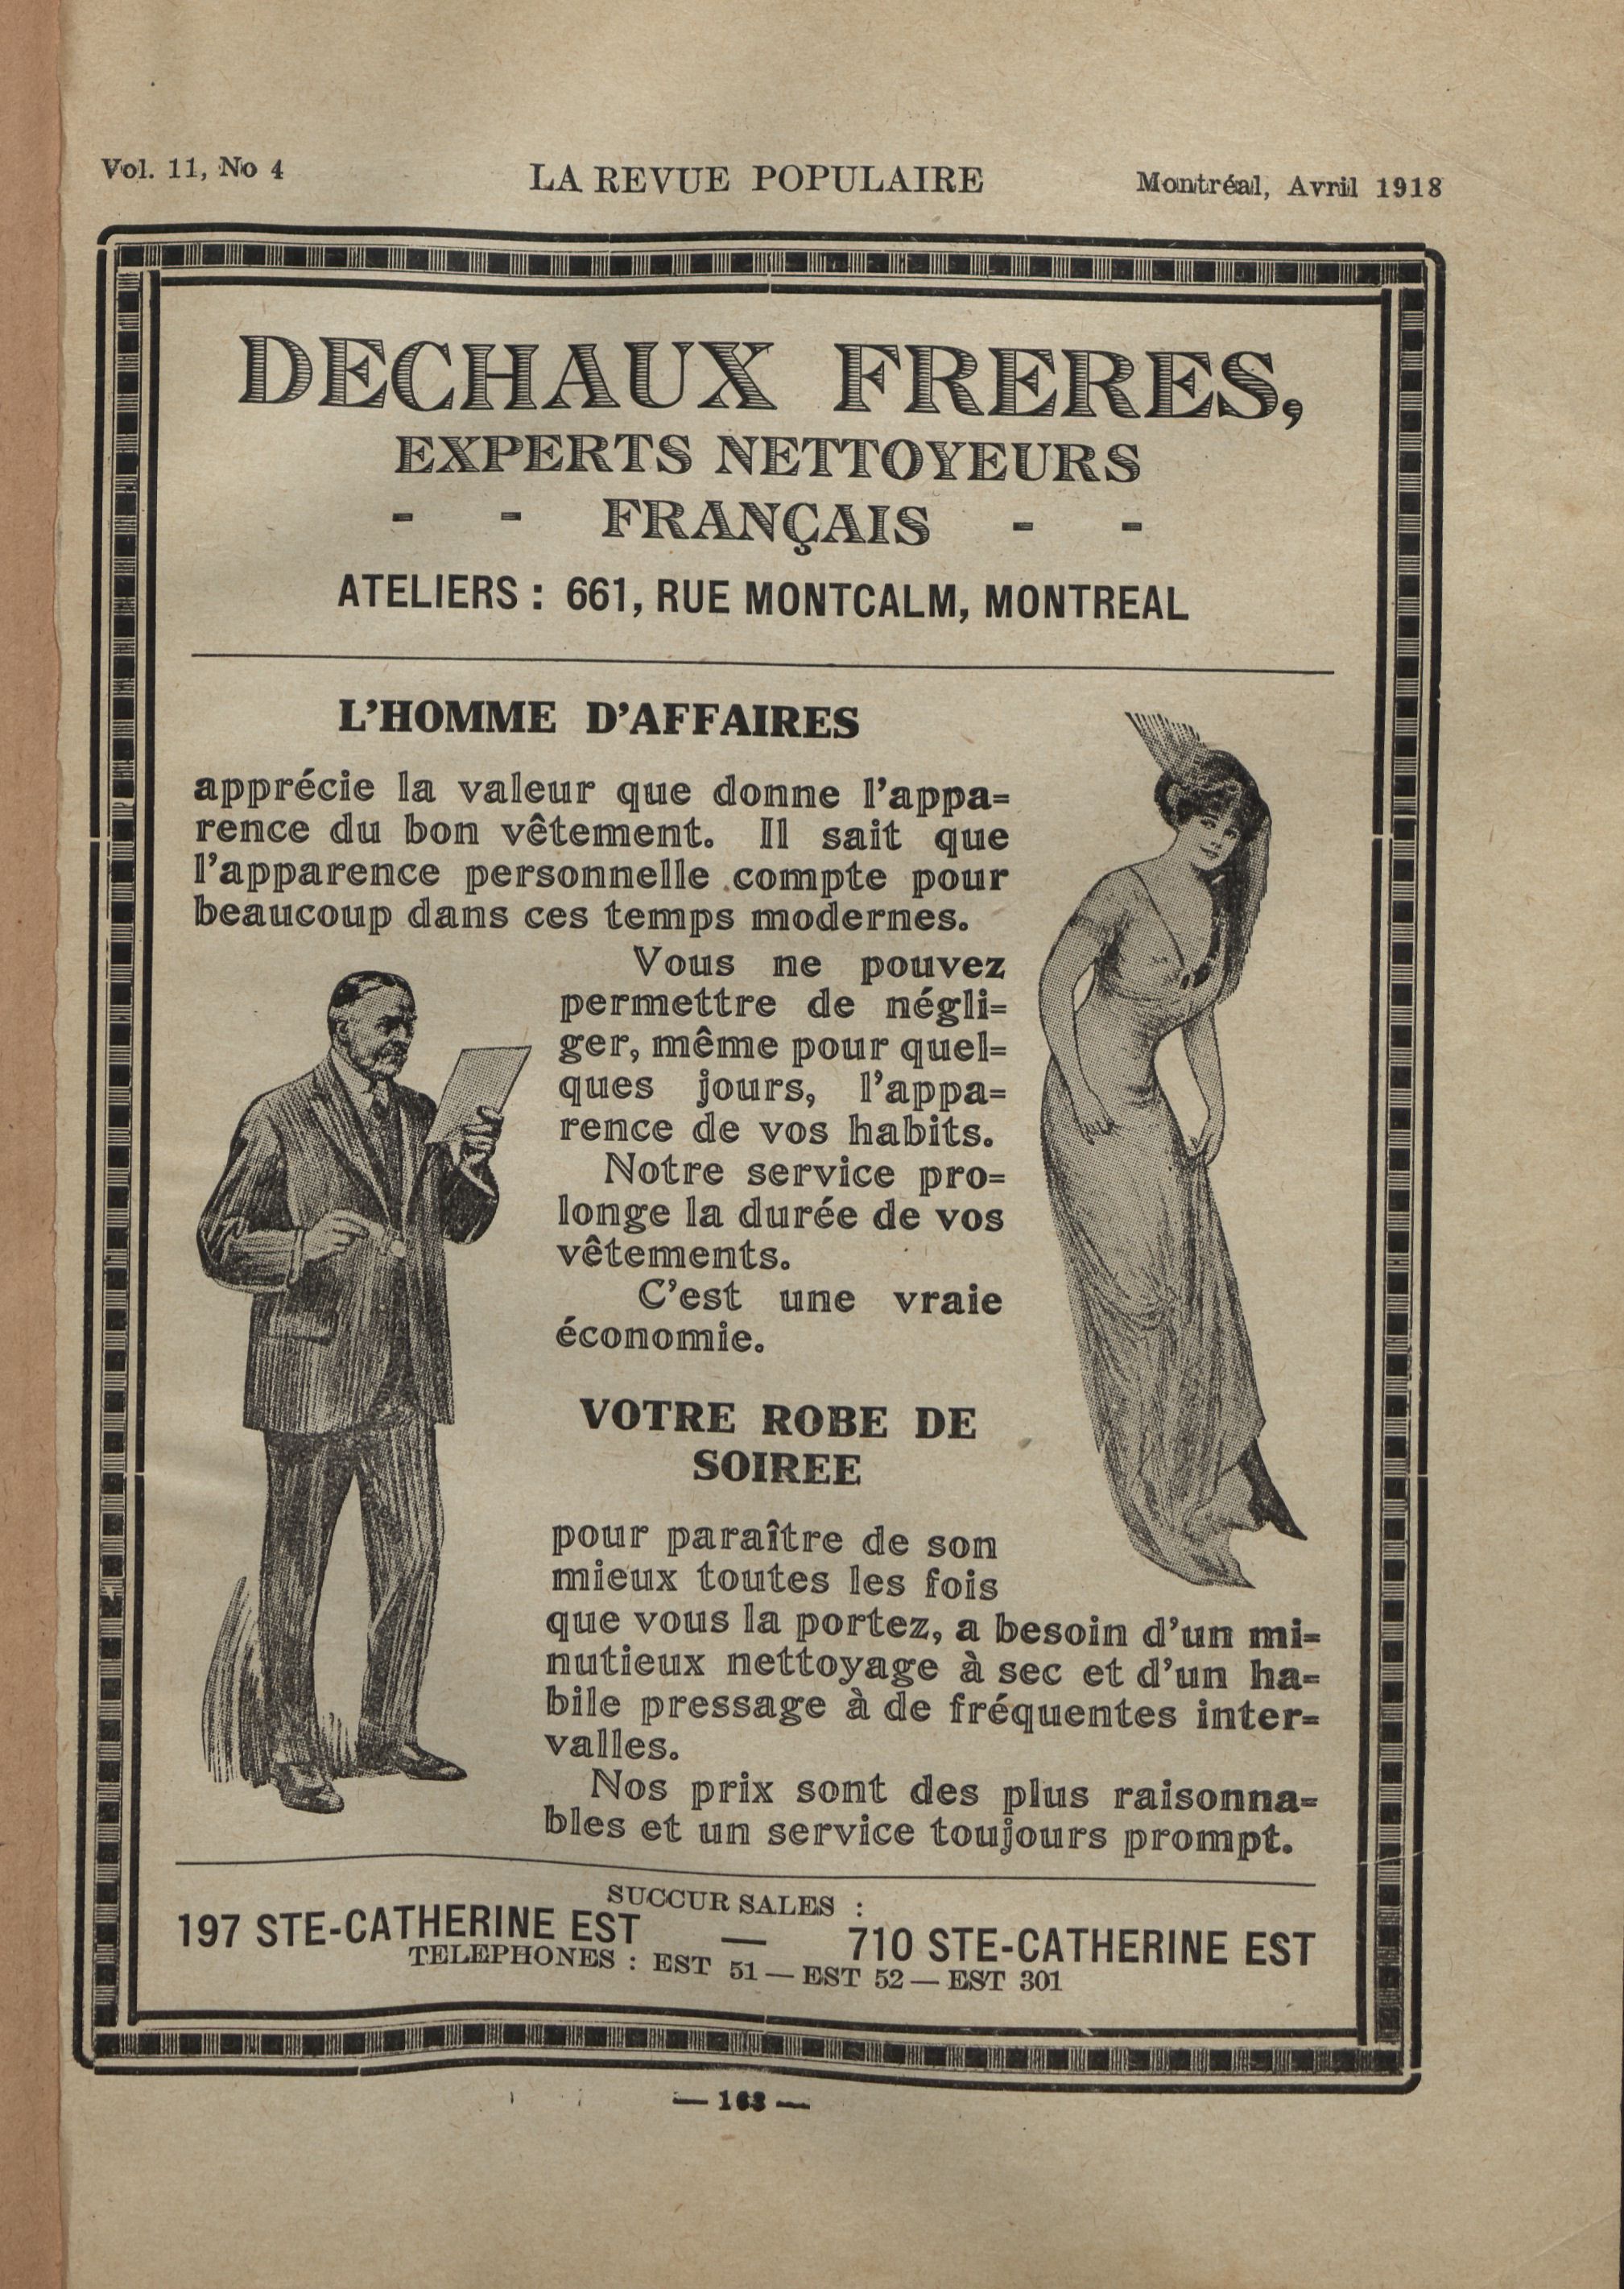 Vol. 11, No 4 LA REVUE POPULAIRE Montréal, Avril 1918
DECHAUX FRERES,
EXPERTS NETTOYEURS
- - FRANÇAIS - -
ATELIERS : 661, RUE MONTCALM, MONTREAL
L'HOMME D'AFFAIRES
apprécie la valeur que donne l'appa=
rence du bon vêtement. Il sait que
l'apparence personnelle compte pour
beaucoup dans ces temps modernes.
Vous ne pouvez
permettre de négli=
ger, même pour quel=
ques jours, l'appa=
rence de vos habits.
Notre service pro=
longe la durée de vos
vêtements.
C'est une vraie
économie.
VOTRE ROBE DE
SOIREE
pour paraître de son
mieux toutes les fois
que vous la portez, a besoin d'un mi=
nutieux nettoyage à sec et d'un ha=
bile pressage à de fréquentes inter=
valles.
Nos prix sont des plus raisonna=
bles et un service toujours prompt.
SUCCURSALES :
197 STE-CATHERINE EST — 710 STE-CATHERINE EST
TELEPHONES : EST 51 — EST 52 — EST 301